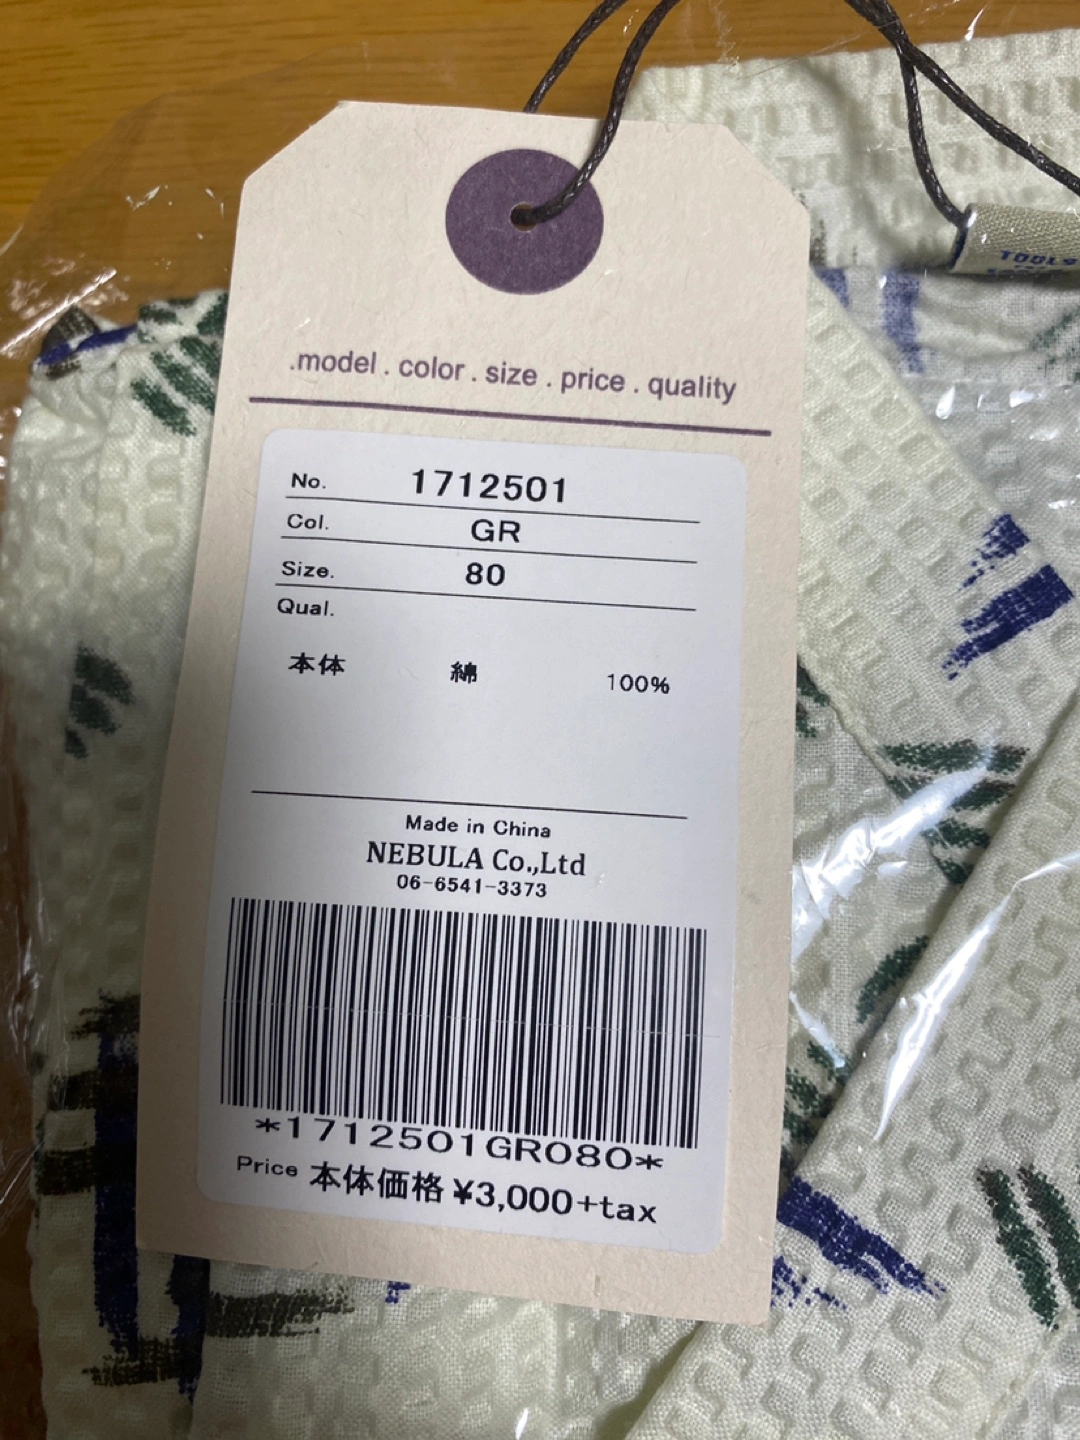 TOOLS
.model . color . size . price . quality
No. 1712501
Col. GR
Size. 80
Qual.
本体 綿 100%
Made in China
NEBULA Co.,Ltd
06-6541-3373
*1712501GR080*
Price 本体価格 ¥3,000+tax